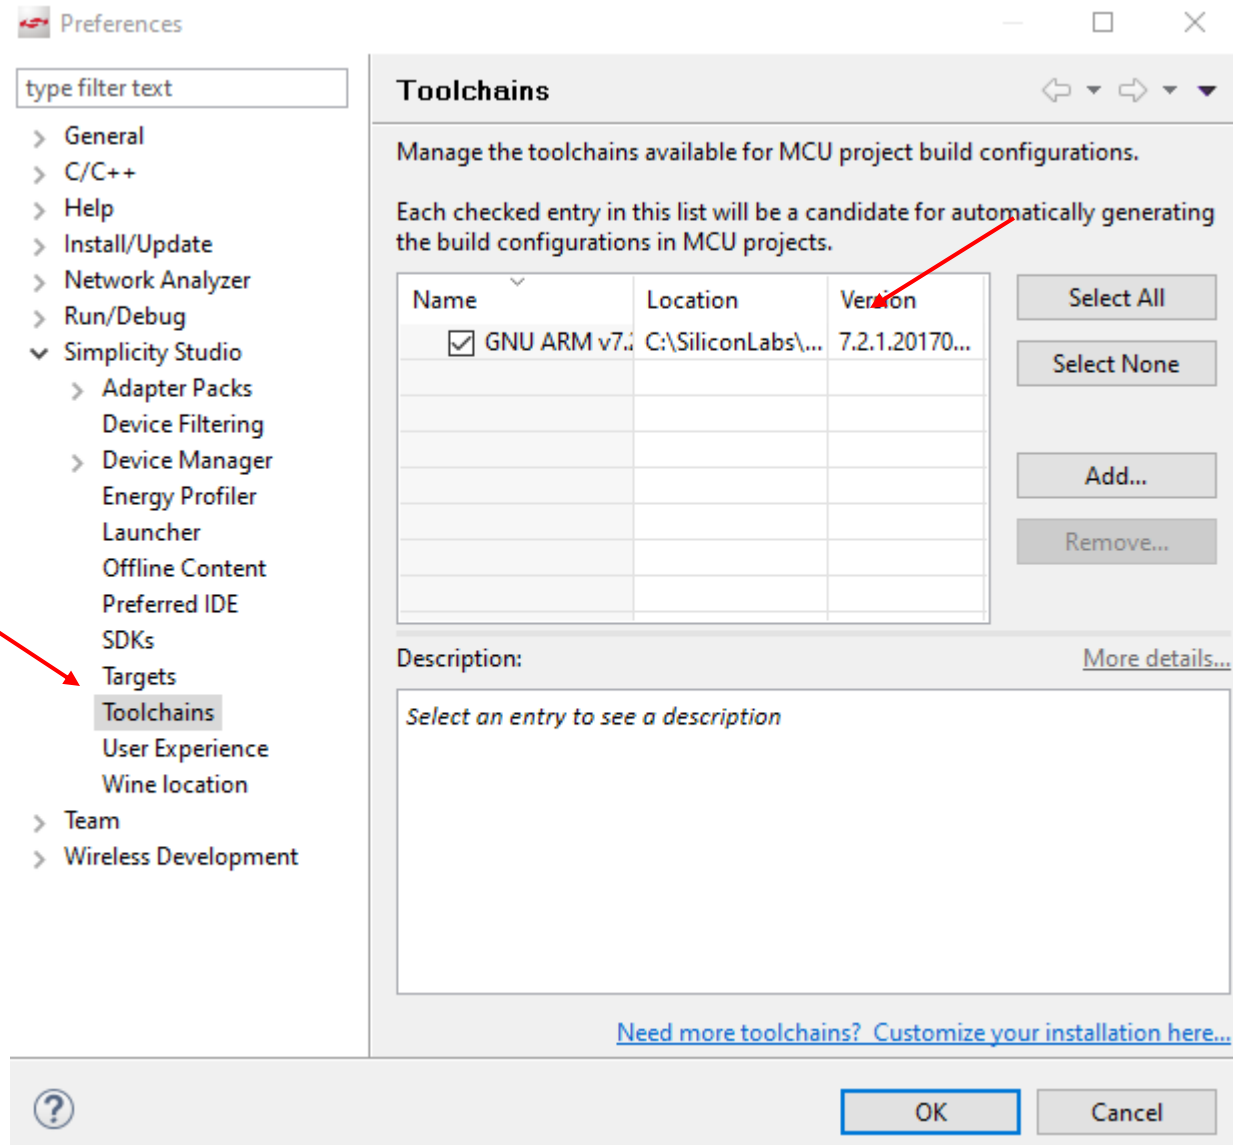 Preferences
type filter text
General
C/C++
Help
Install/Update
Network Analyzer
Run/Debug
Simplicity Studio
Adapter Packs
Device Filtering
Device Manager
Energy Profiler
Launcher
Offline Content
Preferred IDE
SDKs
Targets
Toolchains
User Experience
Wine location
Team
Wireless Development
Toolchains
Manage the toolchains available for MCU project build configurations.
Each checked entry in this list will be a candidate for automatically generating
the build configurations in MCU projects.
Name Location Version
GNU ARM v7.2 C:\SiliconLabs\... 7.2.1.20170...
Select All
Select None
Add...
Remove...
Description:
More details...
Select an entry to see a description
Need more toolchains? Customize your installation here...
OK
Cancel